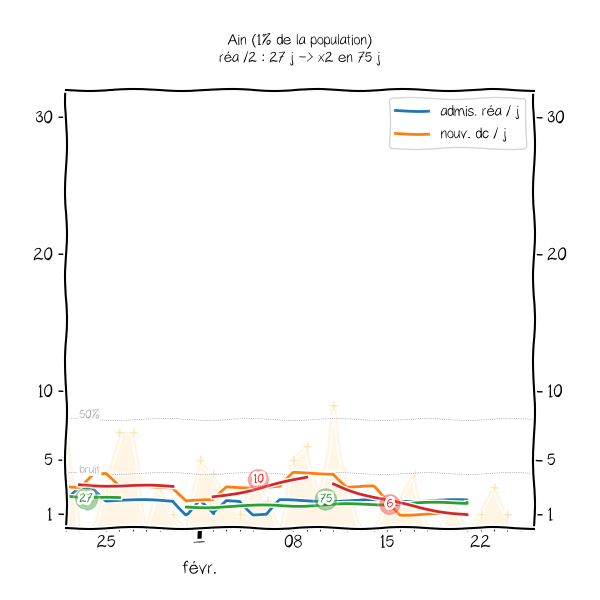 Ain (1% de la population)
réa /2 : 27 j -> x2 en 75 j
admis. réa / j
nouv. dc / j
30 30
20 20
10 10
50%
5 5
bruit
10
27 75 6
1 1
25 08 15 22
févr.